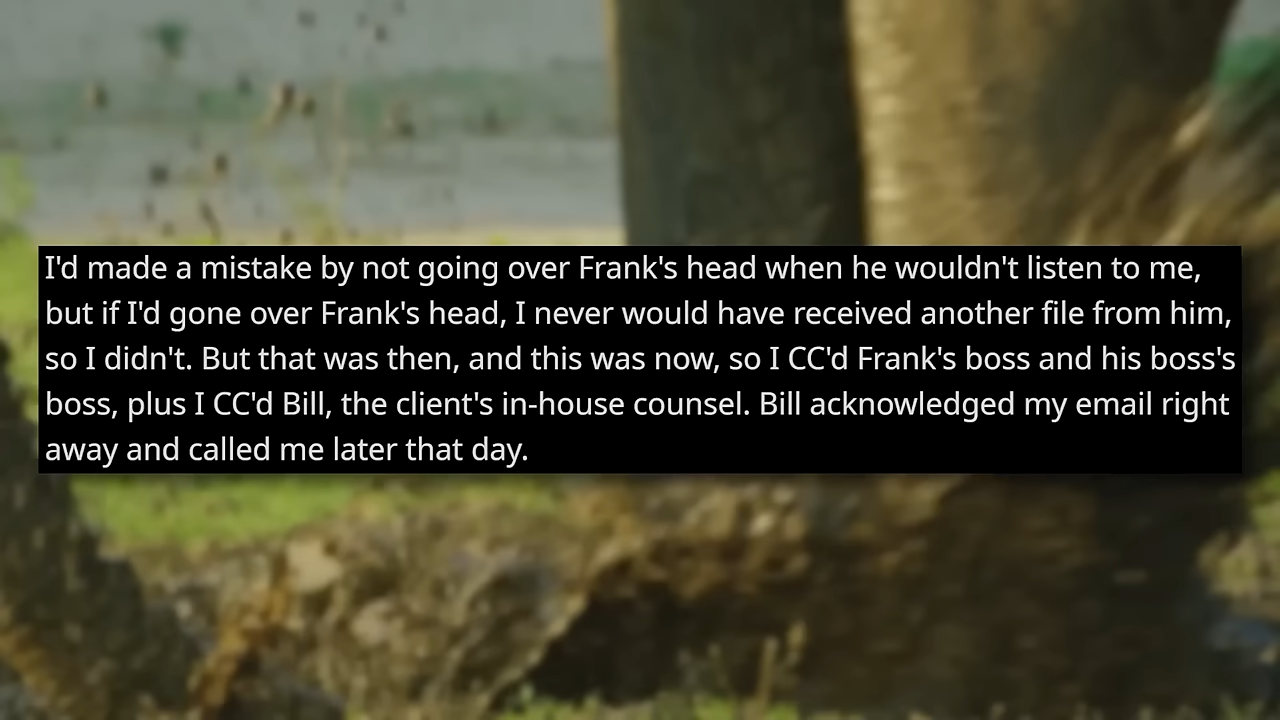 I'd made a mistake by not going over Frank's head when he wouldn't listen to me,
but if I'd gone over Frank's head, I never would have received another file from him,
so I didn't. But that was then, and this was now, so I CC'd Frank's boss and his boss's
boss, plus I CC'd Bill, the client's in-house counsel. Bill acknowledged my email right
away and called me later that day.